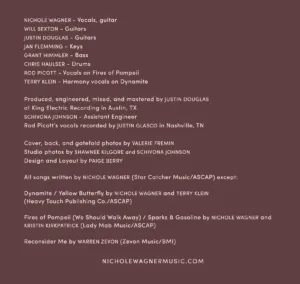 NICHOLE WAGNER - Vocals, guitar
WILL SEXTON - Guitars
JUSTIN DOUGLAS - Guitars
JAN FLEMMING - Keys
GRANT HIMMLER - Bass
CHRIS HAULSER - Drums
ROD PICOTT - Vocals on Fires of Pompeii
TERRY KLEIN - Harmony vocals on Dynamite
Produced, engineered, mixed, and mastered by JUSTIN DOUGLAS
at King Electric Recording in Austin, TX
SCHVONA JOHNSON - Assistant Engineer
Rod Picott's vocals recorded by JUSTIN GLASCO in Nashville, TN
Cover, back, and gatefold photos by VALERIE FREMIN
Studio photos by SHAWNEE KILGORE and SCHVONA JOHNSON
Design and Layout by PAIGE BERRY
All songs written by NICHOLE WAGNER (Star Catcher Music/ASCAP) except:
Dynamite / Yellow Butterfly by NICHOLE WAGNER and TERRY KLEIN
(Heavy Touch Publishing Co./ASCAP)
Fires of Pompeii (We Should Walk Away) / Sparks & Gasoline by NICHOLE WAGNER and
KRISTIN KIRKPATRICK (Lady Mab Music/ASCAP)
Reconsider Me by WARREN ZEVON (Zevon Music/BMI)
NICHOLEWAGNERMUSIC.COM